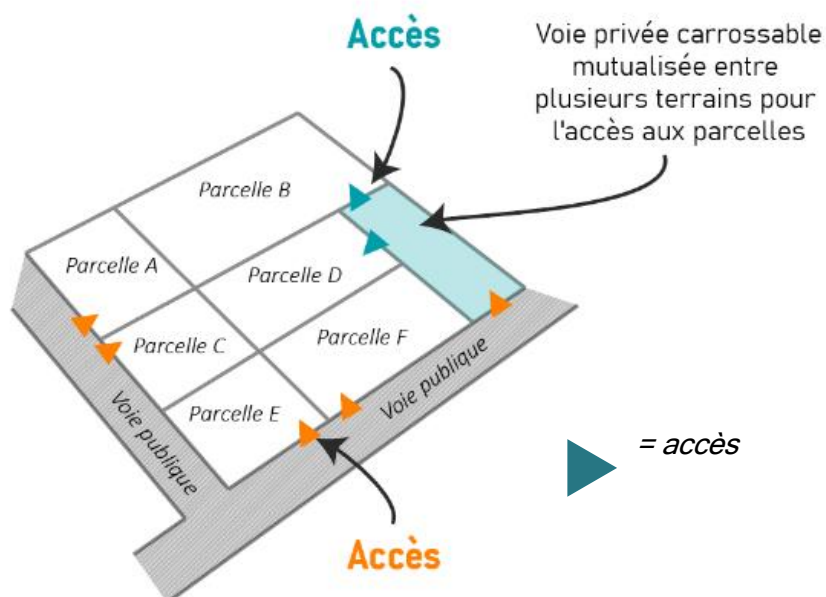 Accès
Voie privée carrossable
mutualisée entre
plusieurs terrains pour
l'accès aux parcelles
Parcelle B
Parcelle A
Parcelle D
Parcelle C
Parcelle F
Parcelle E
Voie publique
Voie publique
= accès
Accès